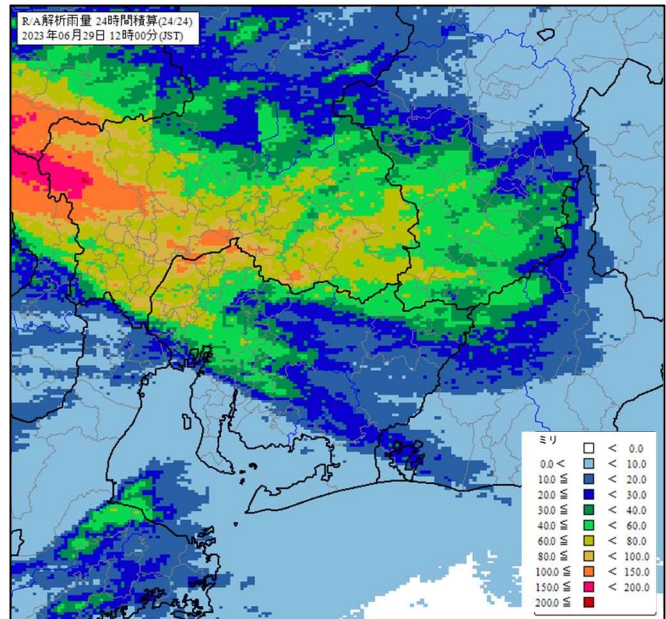 R/A解析雨量 24時間積算(24/24)
2023年06月29日 12時00分(JST)
ミリ
< 0.0
0.0 < < 10.0
10.0 ≦ < 20.0
20.0 ≦ < 30.0
30.0 ≦ < 40.0
40.0 ≦ < 60.0
60.0 ≦ < 80.0
80.0 ≦ < 100.0
100.0 ≦ < 150.0
150.0 ≦ < 200.0
200.0 ≦